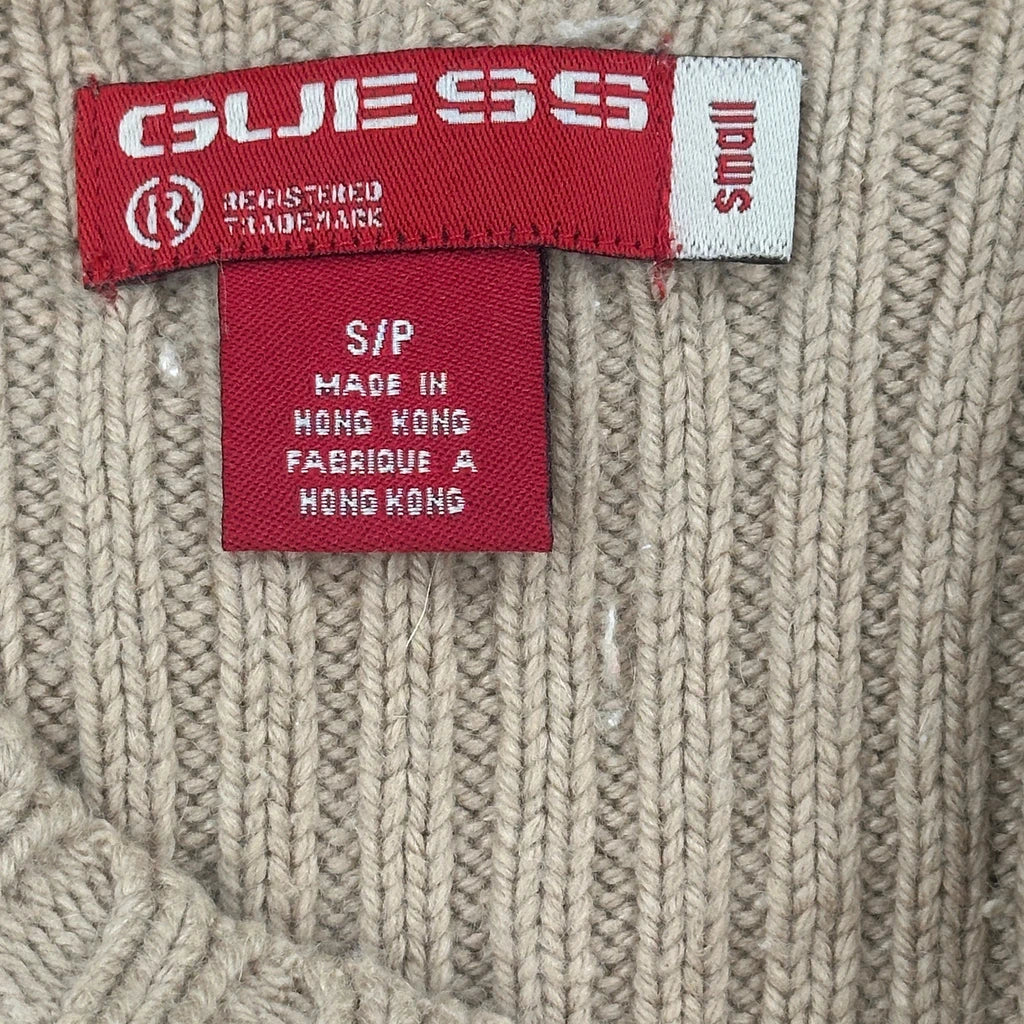 GUESS
® REGISTERED
TRADEMARK
small
S/P
MADE IN
HONG KONG
FABRIQUE A
HONG KONG